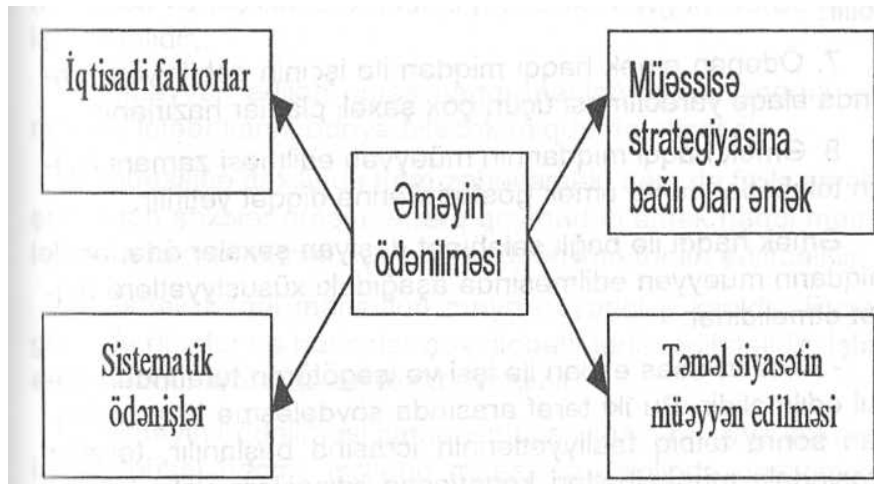 İqtisadi faktorlar
Müəssisə
strategiyasına
bağlı olan əmək
Əməyin
ödənilməsi
Sistematik
ödənişlər
Təməl siyasətin
müəyyən edilməsi